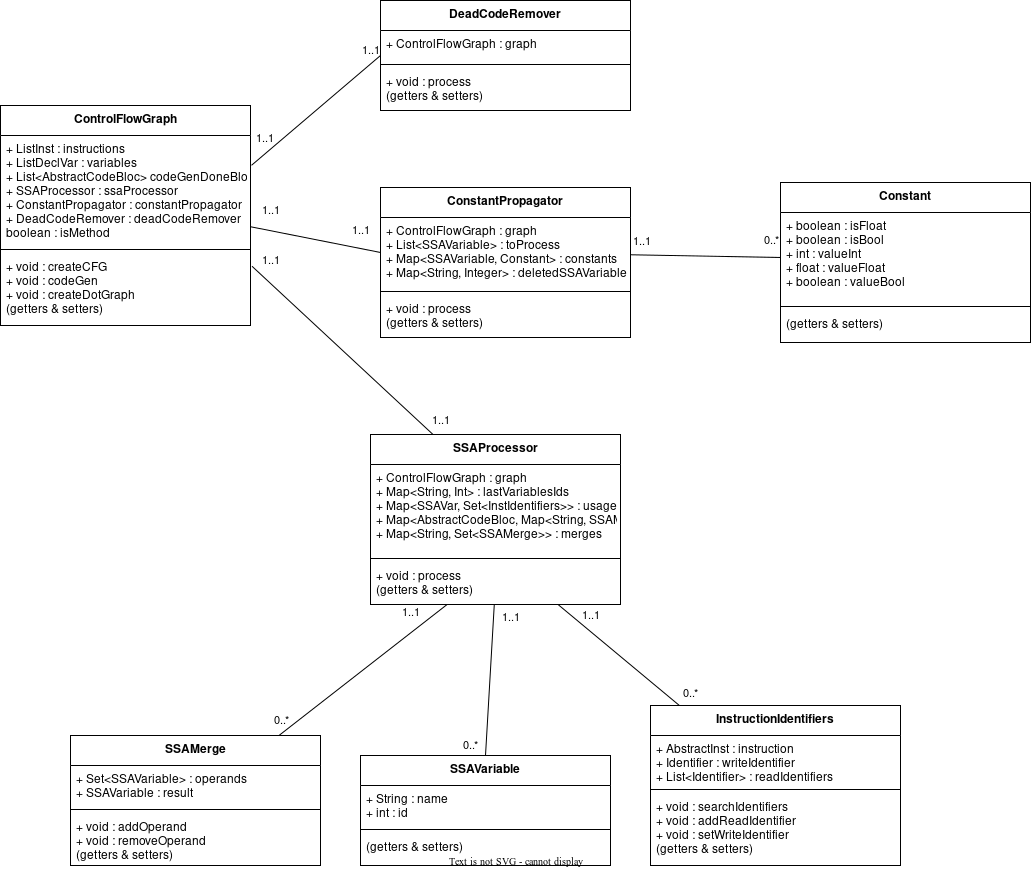 DeadCodeRemover
+ ControlFlowGraph : graph
+ void : process
(getters & setters)
1..1
1..1
ControlFlowGraph
+ ListInst : instructions
+ ListDeclVar : variables
+ List<AbstractCodeBloc> codeGenDoneBlo
+ SSAProcessor : ssaProcessor
+ ConstantPropagator : constantPropagator
+ DeadCodeRemover : deadCodeRemover
boolean : isMethod
+ void : createCFG
+ void : codeGen
+ void : createDotGraph
(getters & setters)
1..1
1..1
1..1
ConstantPropagator
+ ControlFlowGraph : graph
+ List<SSAVariable> : toProcess
+ Map<SSAVariable, Constant> : constants
+ Map<String, Integer> : deletedSSAVariable
+ void : process
(getters & setters)
1..1
0..*
Constant
+ boolean : isFloat
+ boolean : isBool
+ int : valueInt
+ float : valueFloat
+ boolean : valueBool
(getters & setters)
1..1
SSAProcessor
+ ControlFlowGraph : graph
+ Map<String, Int> : lastVariablesIds
+ Map<SSAVar, Set<InstIdentifiers>> : usage
+ Map<AbstractCodeBloc, Map<String, SSA
+ Map<String, Set<SSAMerge>> : merges
+ void : process
(getters & setters)
1..1
1..1
1..1
0..*
0..*
0..*
SSAMerge
+ Set<SSAVariable> : operands
+ SSAVariable : result
+ void : addOperand
+ void : removeOperand
(getters & setters)
SSAVariable
+ String : name
+ int : id
(getters & setters)
InstructionIdentifiers
+ AbstractInst : instruction
+ Identifier : writeIdentifier
+ List<Identifier> : readIdentifiers
+ void : searchIdentifiers
+ void : addReadIdentifier
+ void : setWriteIdentifier
(getters & setters)
Text is not SVG - cannot display